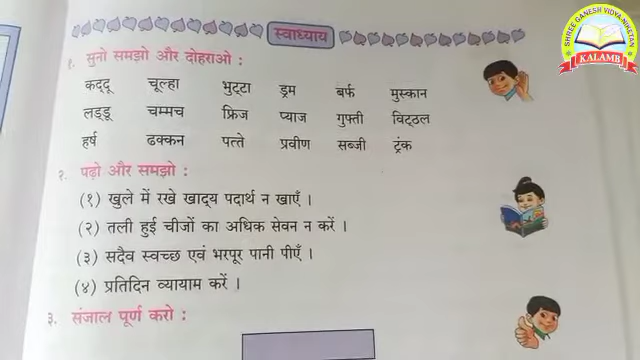 SHREE GANESH VIDYA NIKETAN
KALAMB
स्वाध्याय
१. सुनो समझो और दोहराओ :
कद्दू चूल्हा भुट्टा ड्रम बर्फ मुस्कान
लड्डू चम्मच फ्रिज प्याज गुफ्ती विट्ठल
हर्ष ढक्कन पत्ते प्रवीण सब्जी ट्रंक
२. पढ़ो और समझो :
(१) खुले में रखे खाद्य पदार्थ न खाएँ ।
(२) तली हुई चीजों का अधिक सेवन न करें ।
(३) सदैव स्वच्छ एवं भरपूर पानी पीएँ ।
(४) प्रतिदिन व्यायाम करें ।
३. संजाल पूर्ण करो :